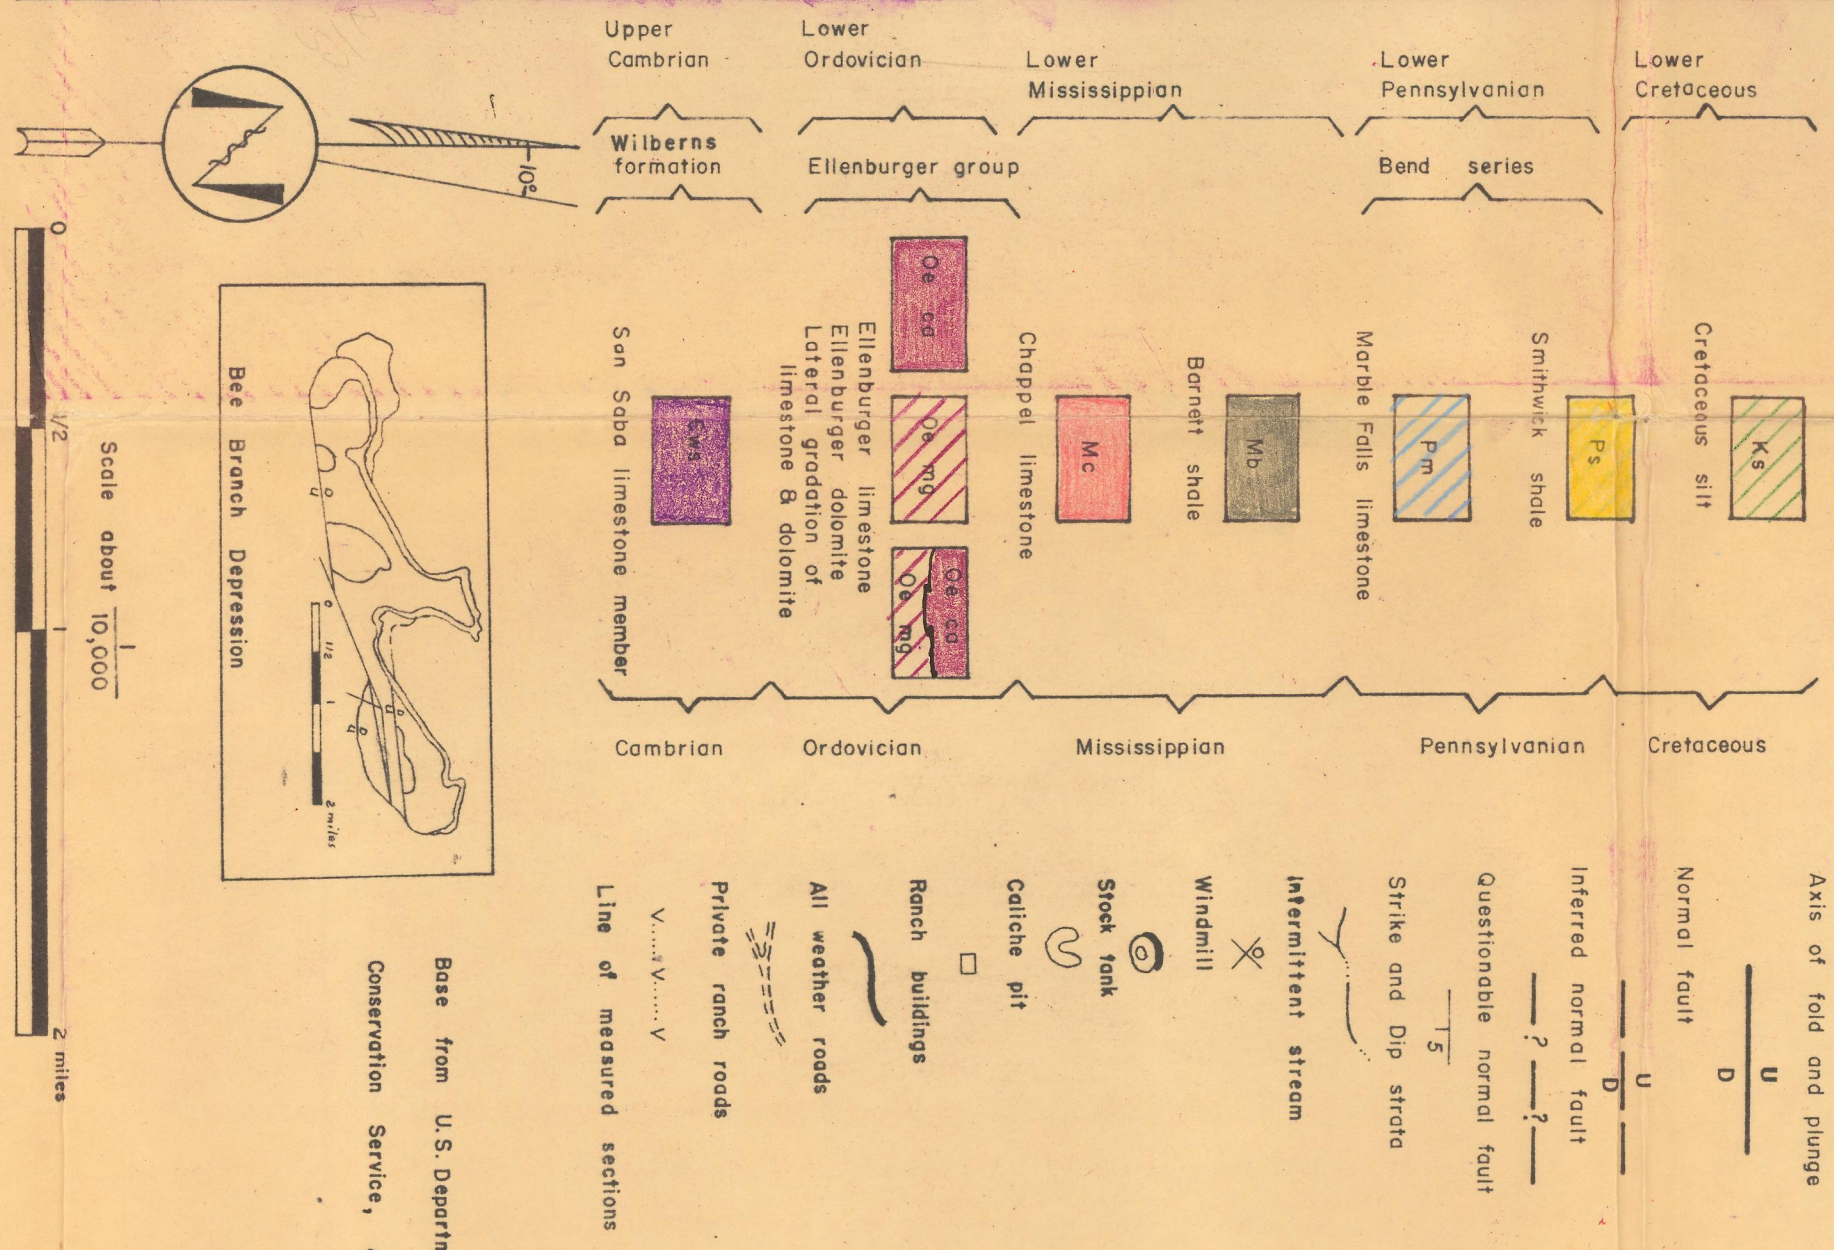 Upper
Cambrian
Lower
Ordovician
Lower
Mississippian
Lower
Pennsylvanian
Lower
Cretaceous
Wilberns
formation
Ellenburger group
Bend series
10°
Axis of fold and plunge
U
D
Normal fault
U
D
Inferred normal fault
? ?
Questionable normal fault
5
Strike and Dip strata
Intermittent stream
Windmill
Stock tank
Caliche pit
Ranch buildings
All weather roads
Private ranch roads
V.....V......V
Line of measured sections
Ks
Cretaceous silt
Ps
Smithwick shale
Pm
Marble Falls limestone
Mb
Barnett shale
Mc
Chappel limestone
Oe ca
Oe mg
Oe ca
Oe mg
Ellenburger limestone
Ellenburger dolomite
Lateral gradation of
limestone & dolomite
Єws
San Saba limestone member
Cambrian
Ordovician
Mississippian
Pennsylvanian
Cretaceous
D
U
D
U
D
U
0 1/2 1 2 miles
Bee Branch Depression
Scale about 1
10,000
0 1/2 1 2 miles
Base from U.S. Departm
Conservation Service,